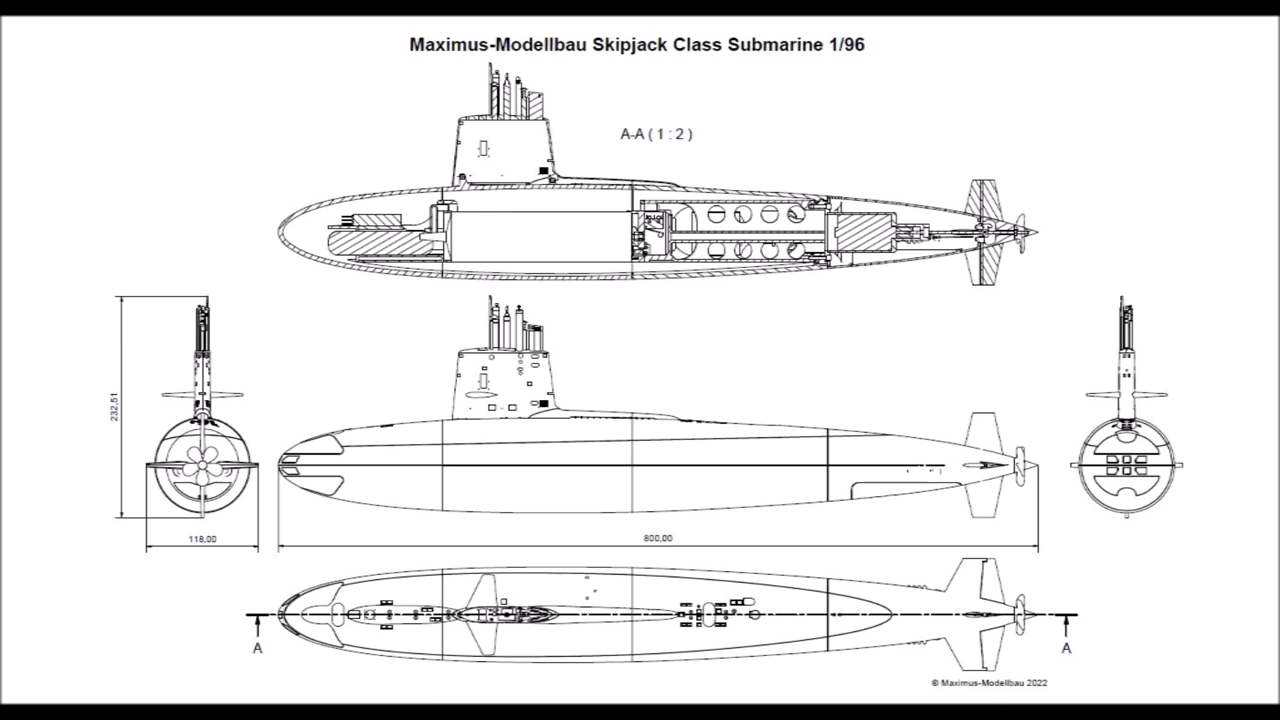 Maximus-Modellbau Skipjack Class Submarine 1/96
A-A ( 1 : 2 )
232,51
118,00
800,00
A
A
© Maximus-Modellbau 2022